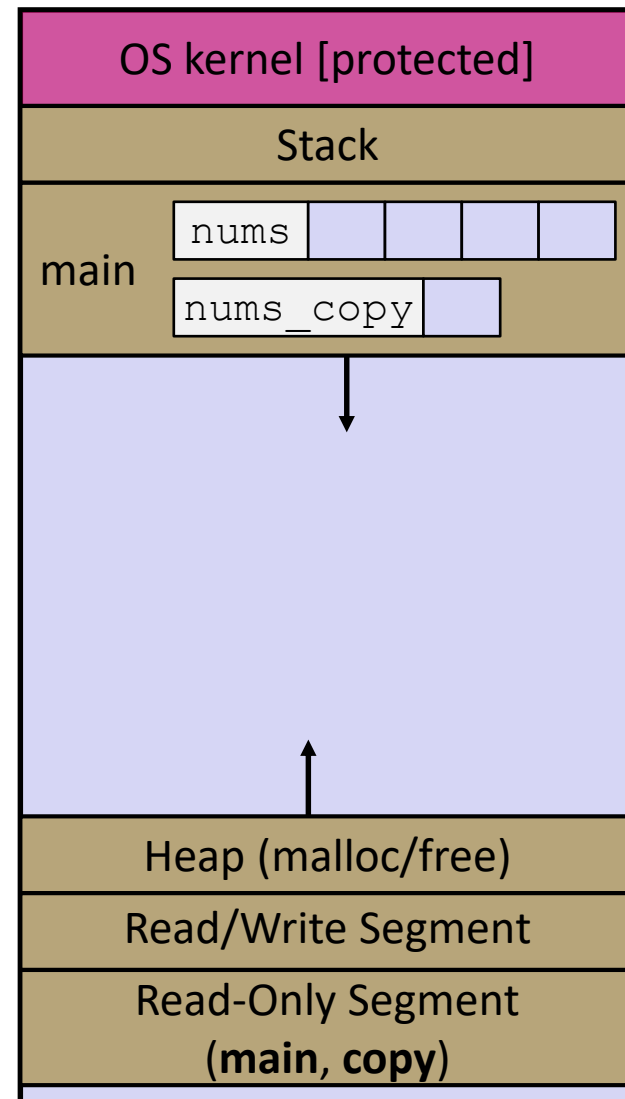 OS kernel [protected]
Stack
main
nums
nums_copy
Heap (malloc/free)
Read/Write Segment
Read-Only Segment
(main, copy)